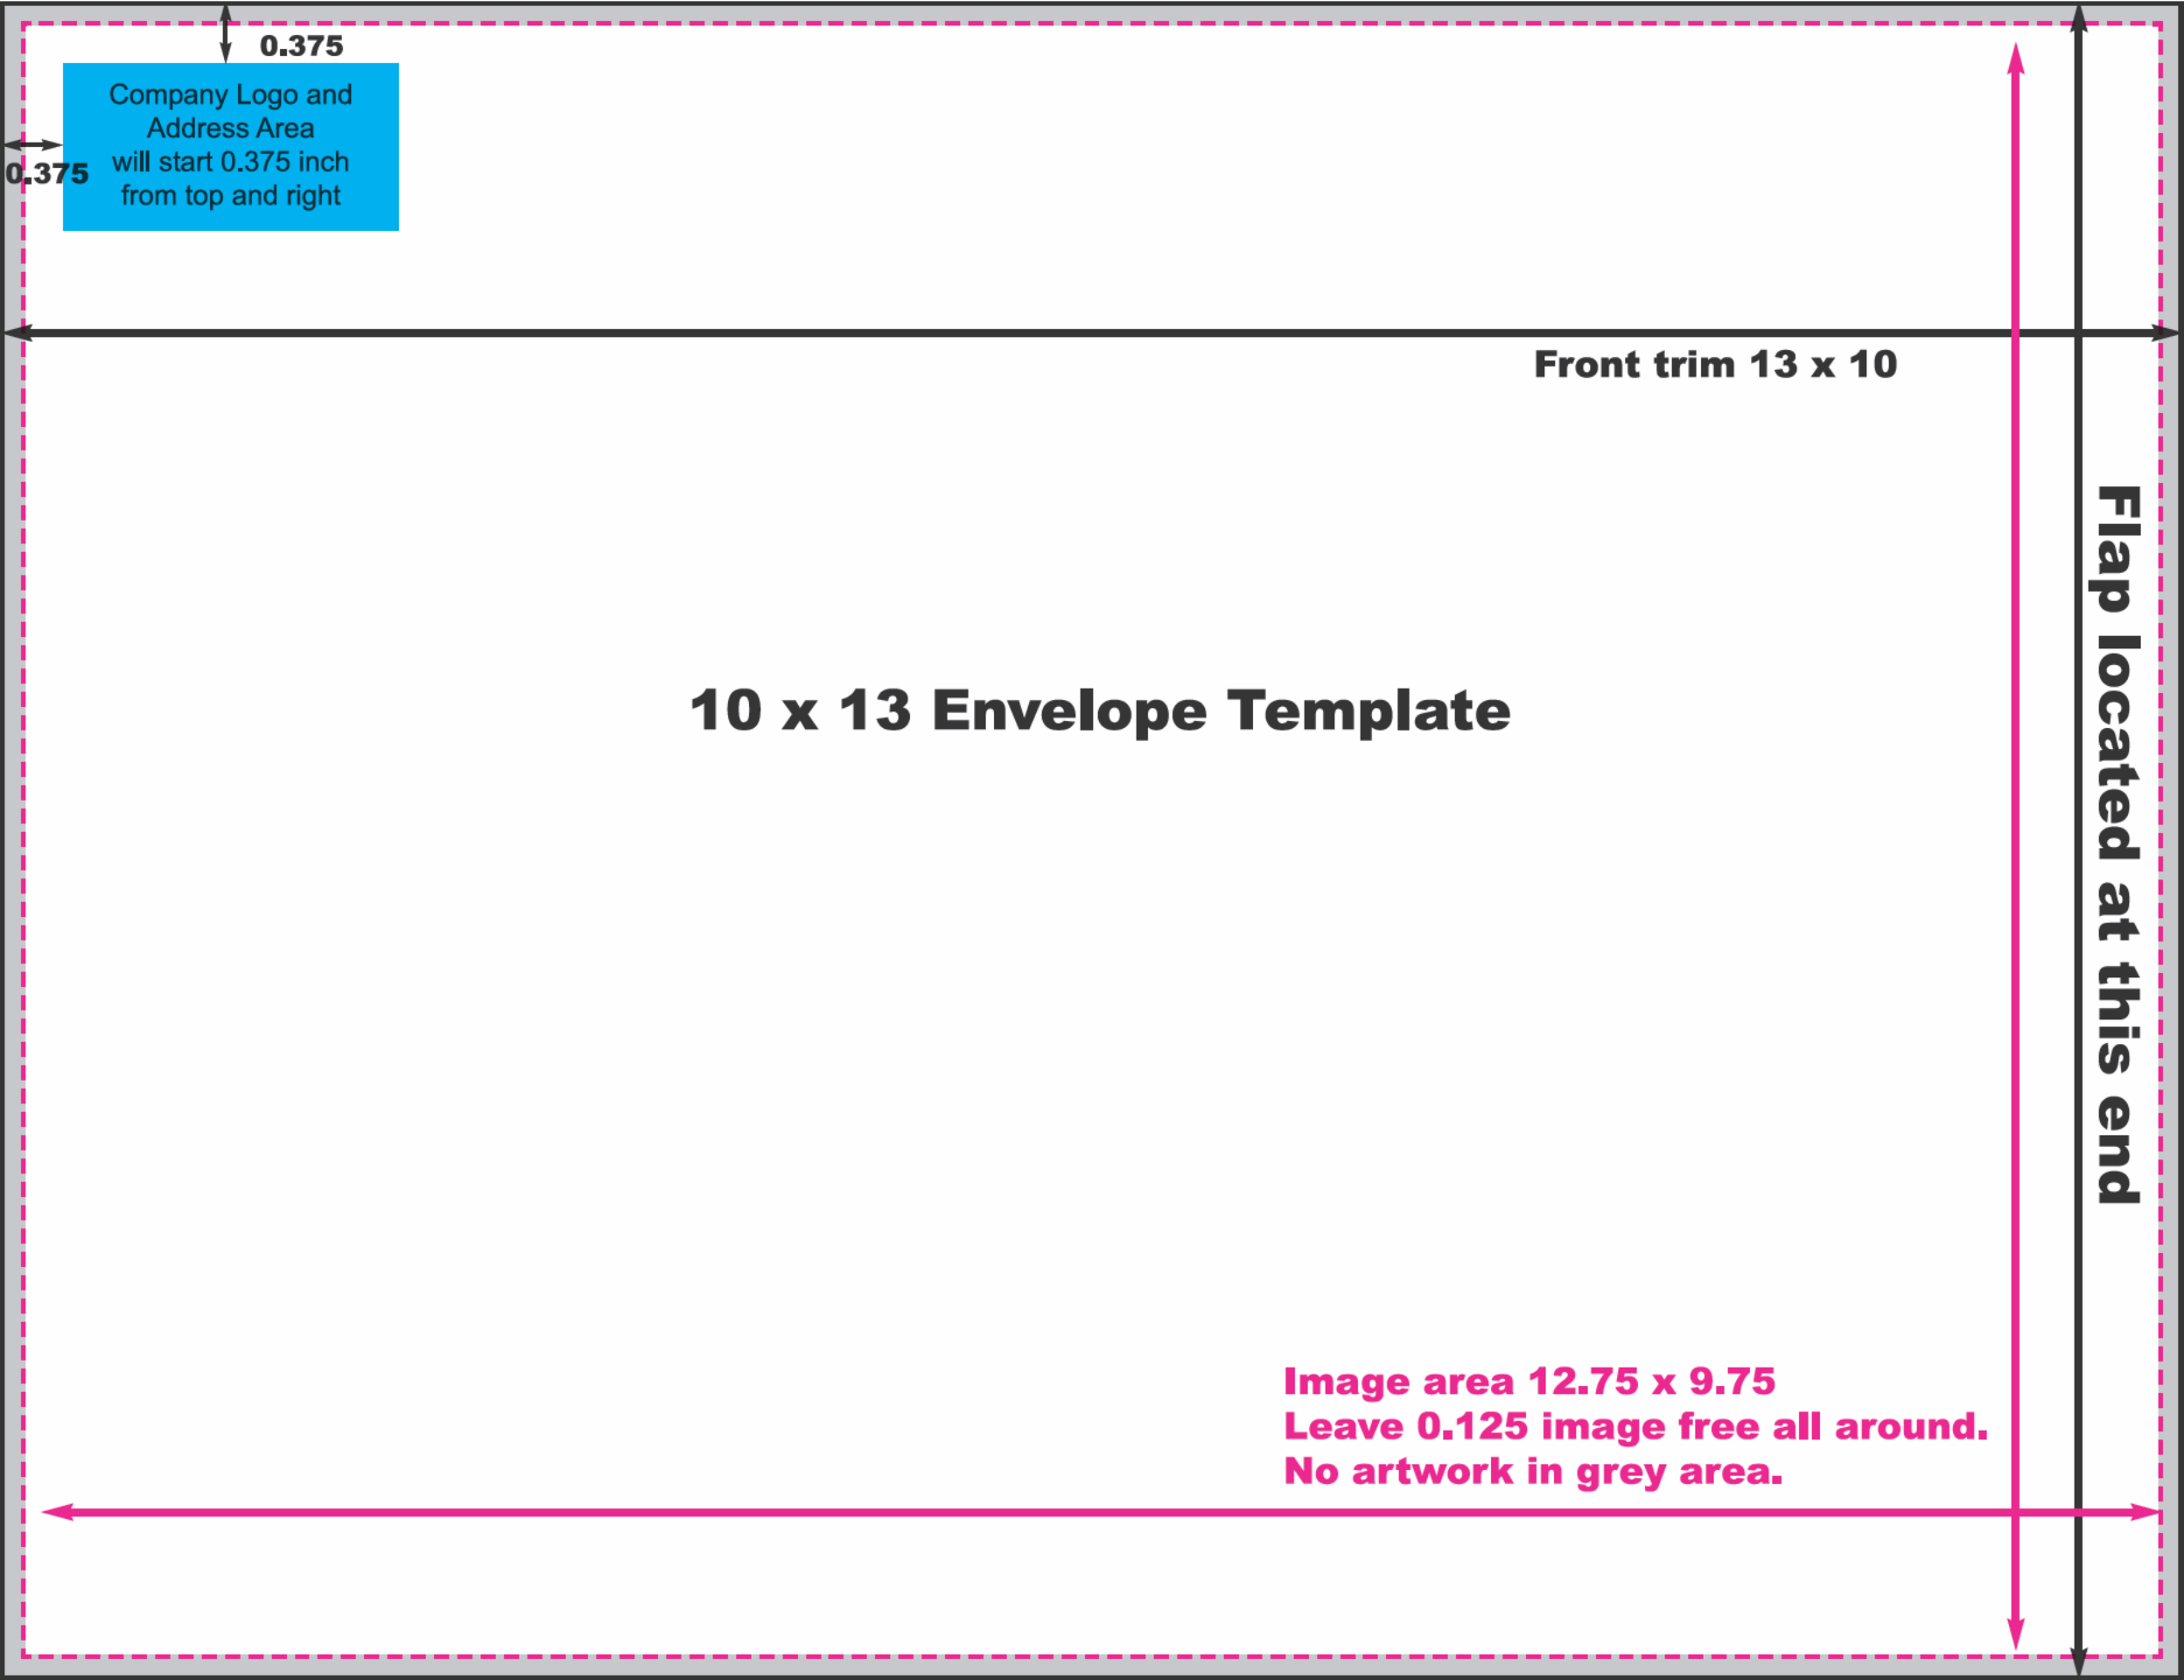 0.375
Company Logo and
Address Area
will start 0.375 inch
from top and right
0.375
Front trim 13 x 10
Flap located at this end
10 x 13 Envelope Template
Image area 12.75 x 9.75
Leave 0.125 image free all around.
No artwork in grey area.